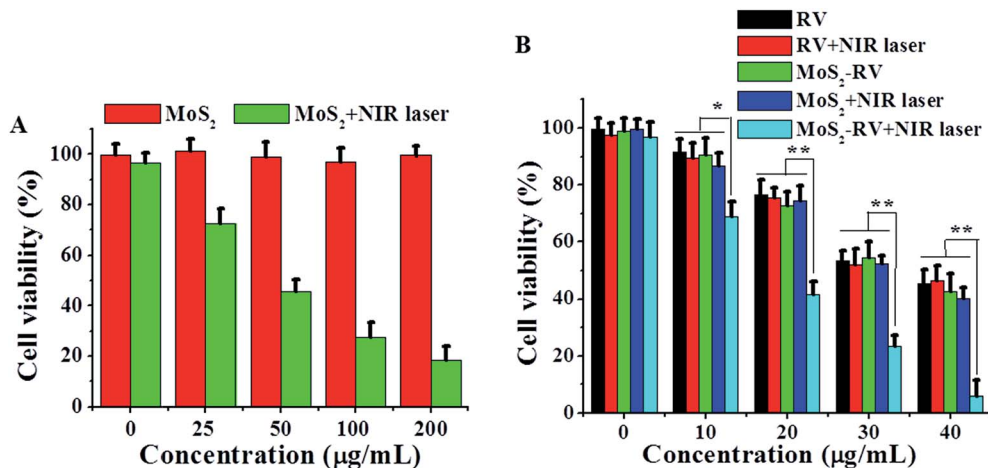 A
MoS2 MoS2+NIR laser
Cell viability (%)
100
80
60
40
20
0
0 25 50 100 200
Concentration (μg/mL)
B
RV
RV+NIR laser
MoS2-RV
MoS2+NIR laser
MoS2-RV+NIR laser
Cell viability (%)
100
80
60
40
20
0
*
**
**
**
0 10 20 30 40
Concentration (μg/mL)